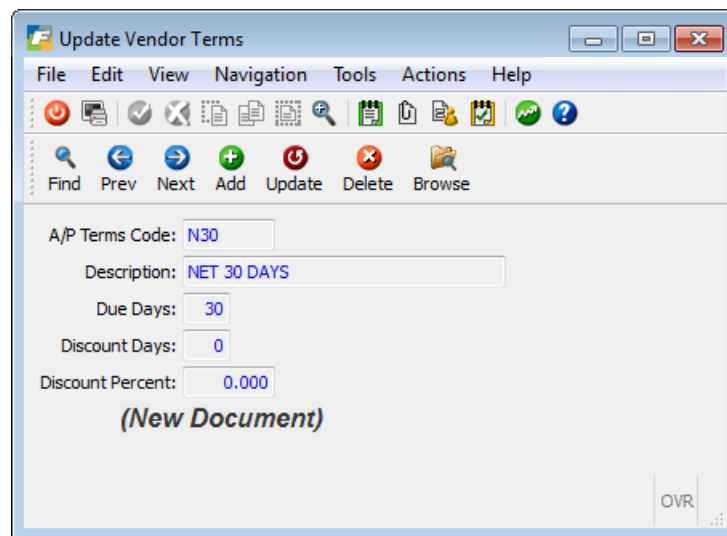 Update Vendor Terms
File Edit View Navigation Tools Actions Help
Find Prev Next Add Update Delete Browse
A/P Terms Code: N30
Description: NET 30 DAYS
Due Days: 30
Discount Days: 0
Discount Percent: 0.000
(New Document)
OVR